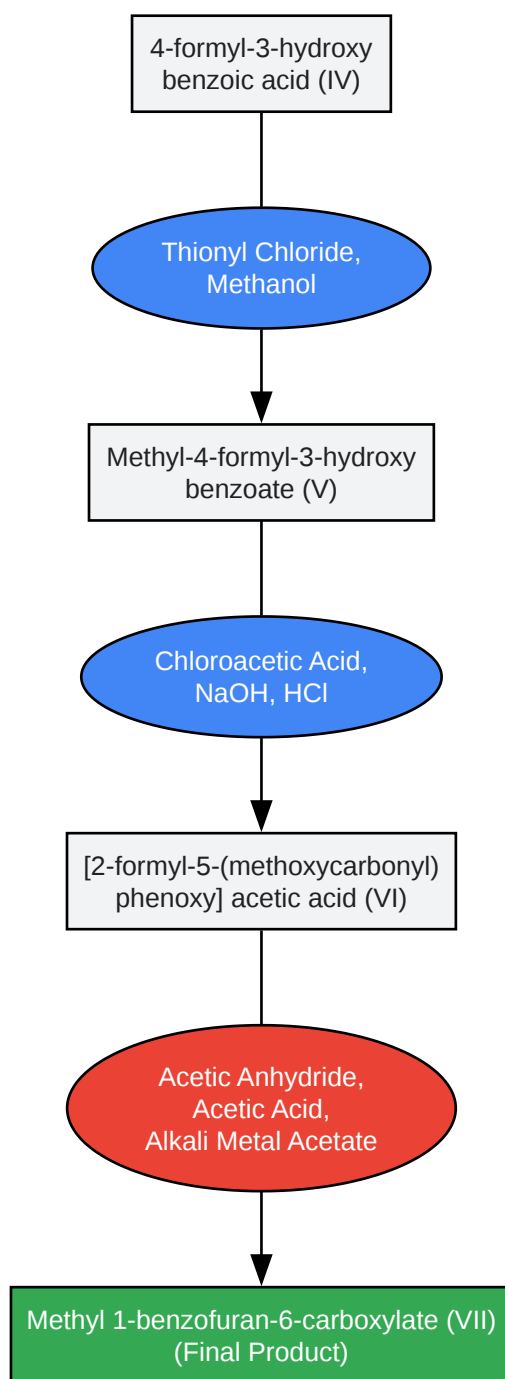 4-formyl-3-hydroxy
benzoic acid (IV)
Thionyl Chloride,
Methanol
Methyl-4-formyl-3-hydroxy
benzoate (V)
Chloroacetic Acid,
NaOH, HCl
[2-formyl-5-(methoxycarbonyl)
phenoxy] acetic acid (VI)
Acetic Anhydride,
Acetic Acid,
Alkali Metal Acetate
Methyl 1-benzofuran-6-carboxylate (VII)
(Final Product)